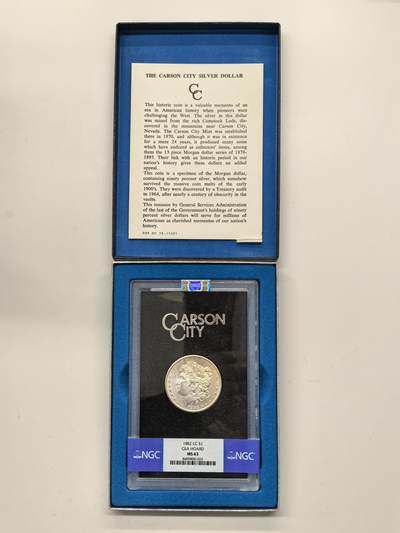 THE CARSON CITY SILVER DOLLAR
CC
This historic coin is a valuable memento of an
era in American history when pioneers were
challenging the West. The silver in this dollar
was mined from the rich Comstock Lode, dis-
covered in the mountains near Carson City,
Nevada. The Carson City Mint was established
there in 1870, and although it was in existence
for a mere 24 years, it produced many coins
which have endured as collectors' items, among
them the 13 piece Morgan dollar series of 1878-
1893. Their link with an historic period in our
nation's history gives these dollars an added
appeal.
This coin is a specimen of the Morgan dollar,
containing ninety percent silver, which somehow
survived the massive coin melts of the early
1900's. They were discovered by a Treasury audit
in 1964, after nearly a century of obscurity in the
vaults.
This issuance by General Services Administration
of the last of the Government's holdings of ninety
percent silver dollars will serve for millions of
Americans as cherished mementos of our nation's
history.
CARSON
CITY
NGC
1882 CC $1
GSA HOARD
MS 63
NGC